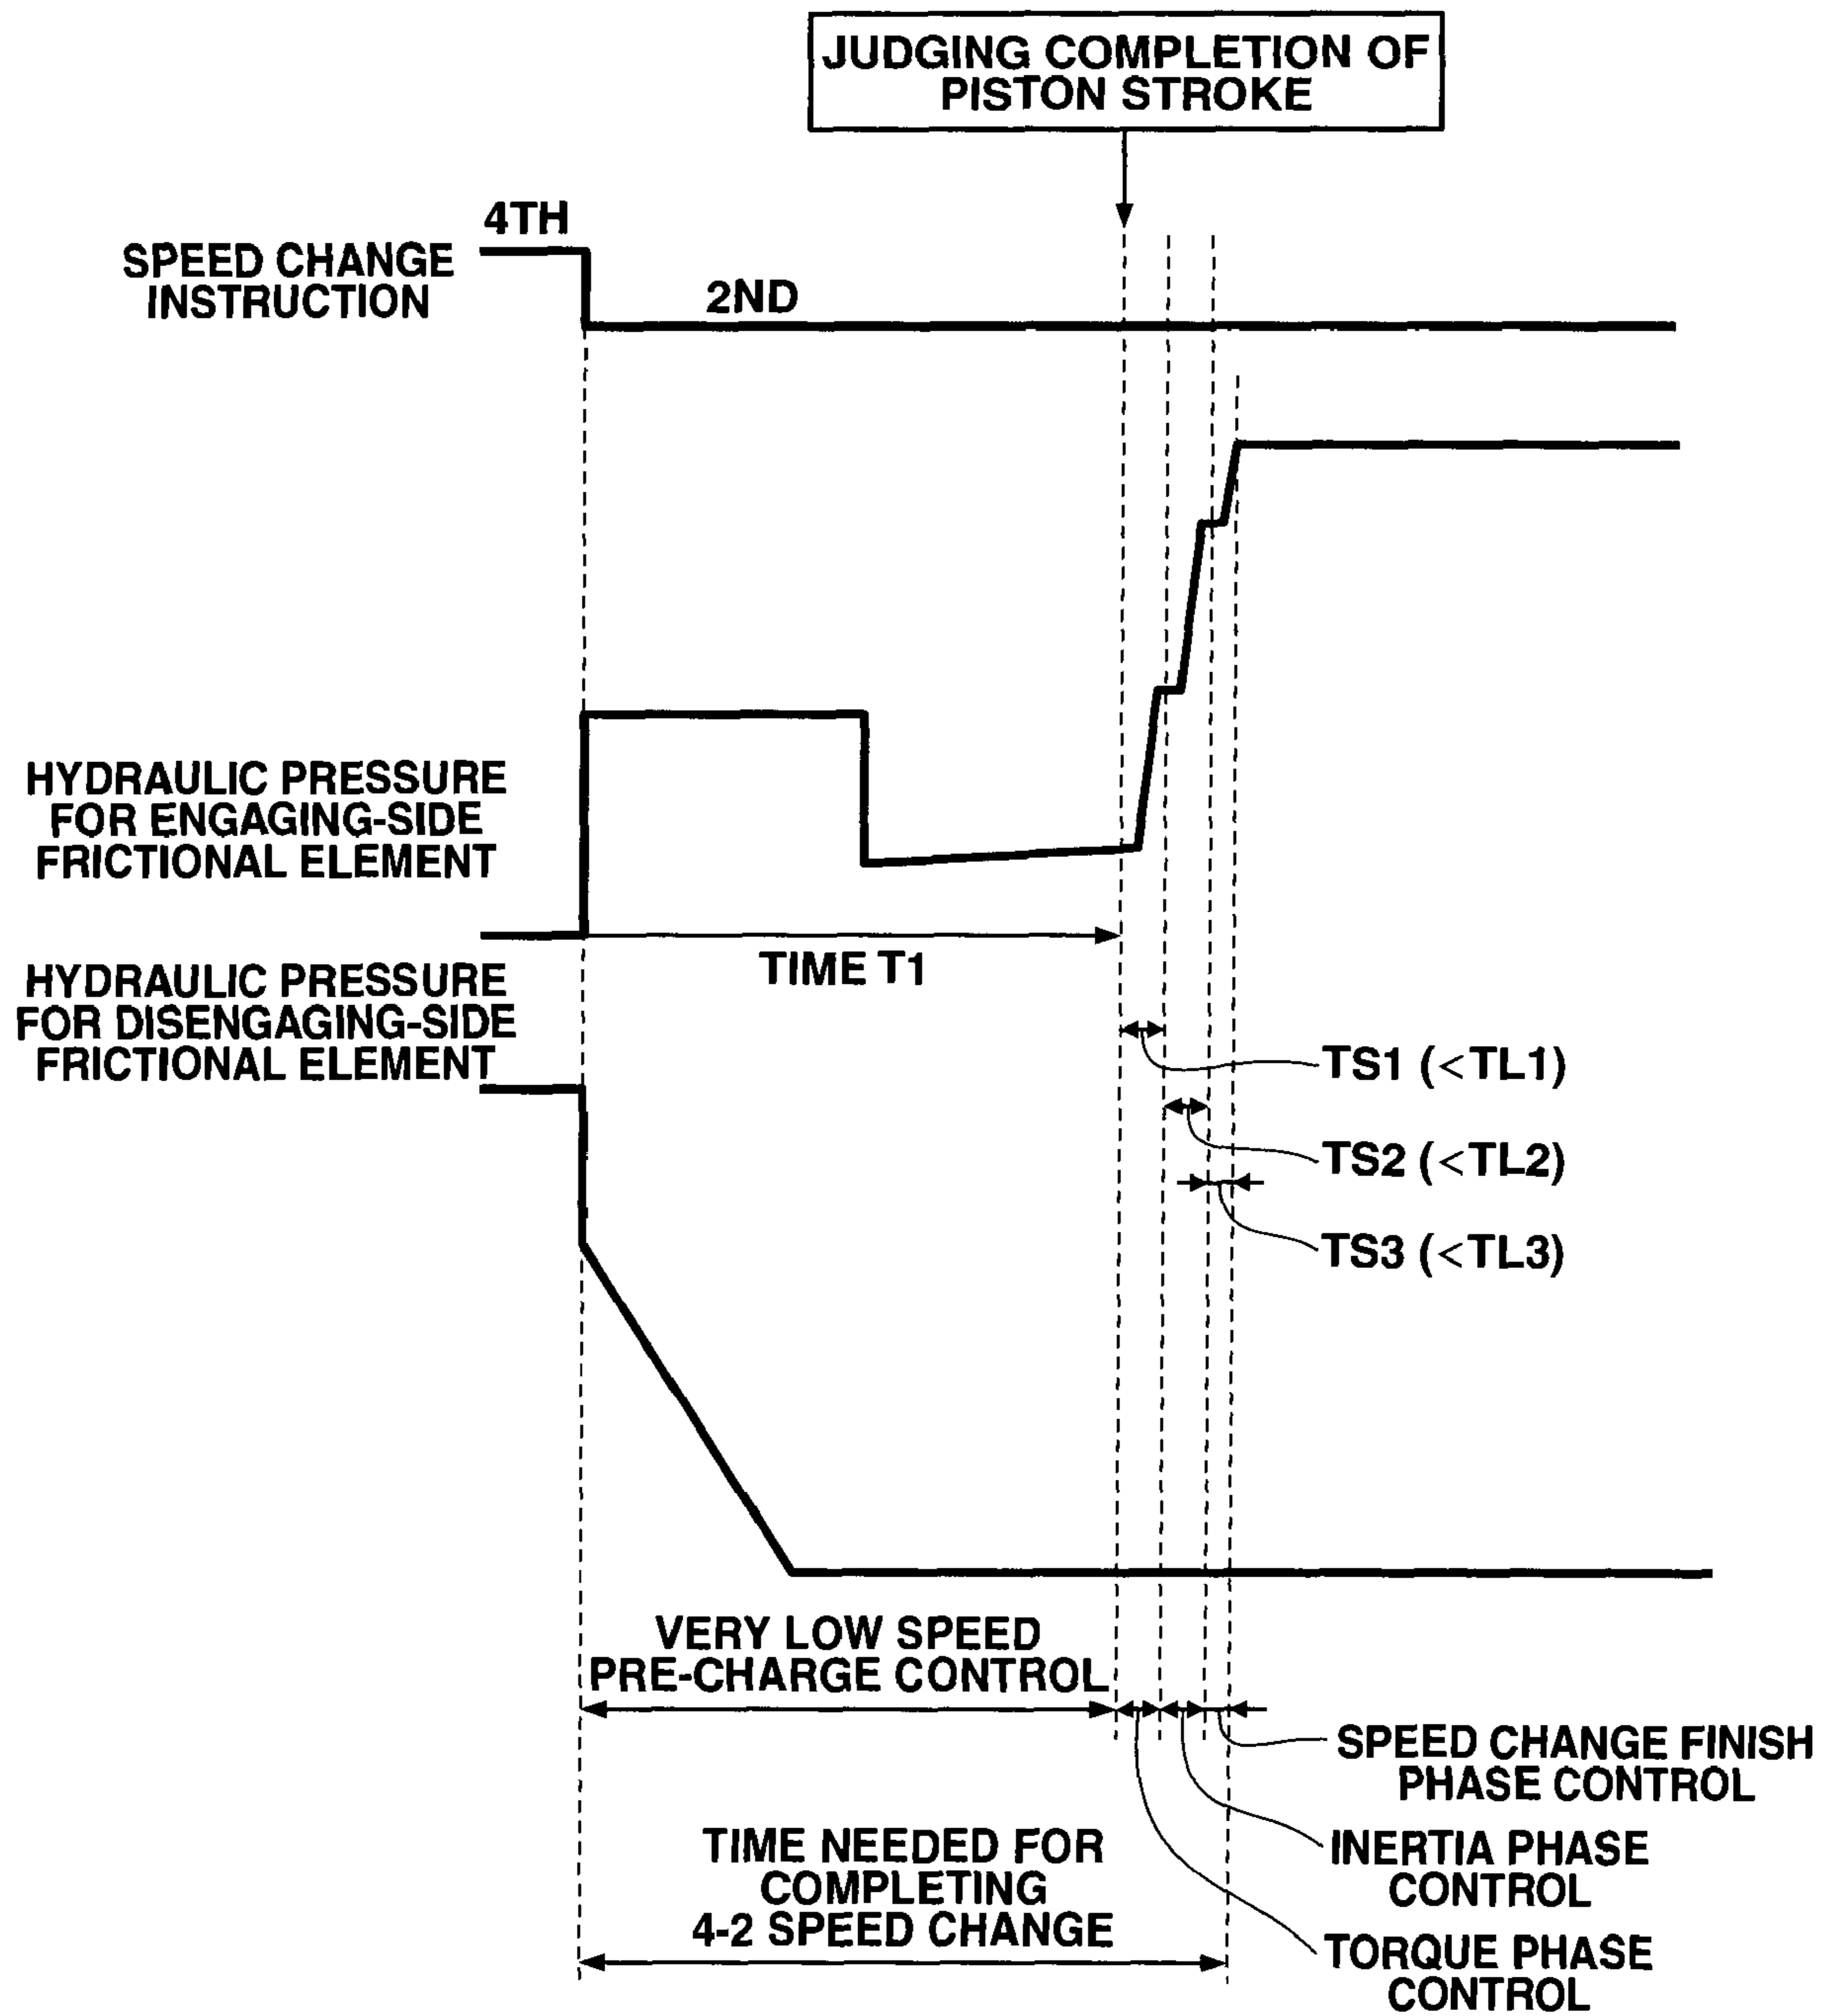 JUDGING COMPLETION OF
PISTON STROKE
4TH
SPEED CHANGE
INSTRUCTION
2ND
HYDRAULIC PRESSURE
FOR ENGAGING-SIDE
FRICTIONAL ELEMENT
TIME T1
HYDRAULIC PRESSURE
FOR DISENGAGING-SIDE
FRICTIONAL ELEMENT
TS1 (<TL1)
TS2 (<TL2)
TS3 (<TL3)
VERY LOW SPEED
PRE-CHARGE CONTROL
SPEED CHANGE FINISH
PHASE CONTROL
INERTIA PHASE
CONTROL
TIME NEEDED FOR
COMPLETING
4-2 SPEED CHANGE
TORQUE PHASE
CONTROL